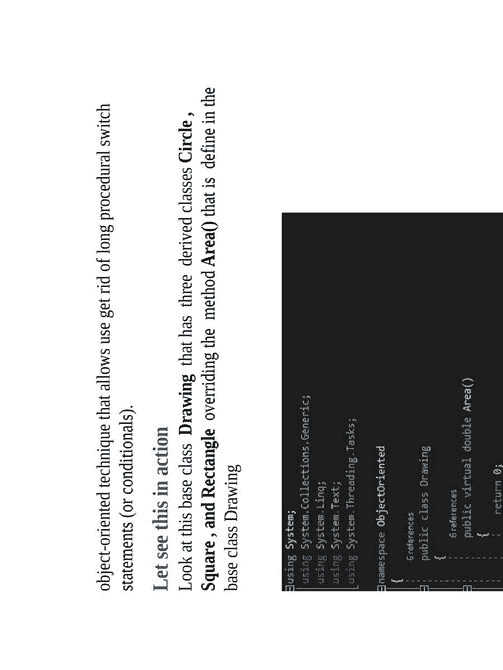 object-oriented technique that allows use get rid of long procedural switch
statements (or conditionals).
Let see this in action
Look at this base class Drawing that has three derived classes Circle ,
Square , and Rectangle overriding the method Area() that is define in the
base class Drawing
using System;
using System.Collections.Generic;
using System.Linq;
using System.Text;
using System.Threading.Tasks;
namespace ObjectOriented
{
6 references
public class Drawing
{
6 references
public virtual double Area()
{
return 0;